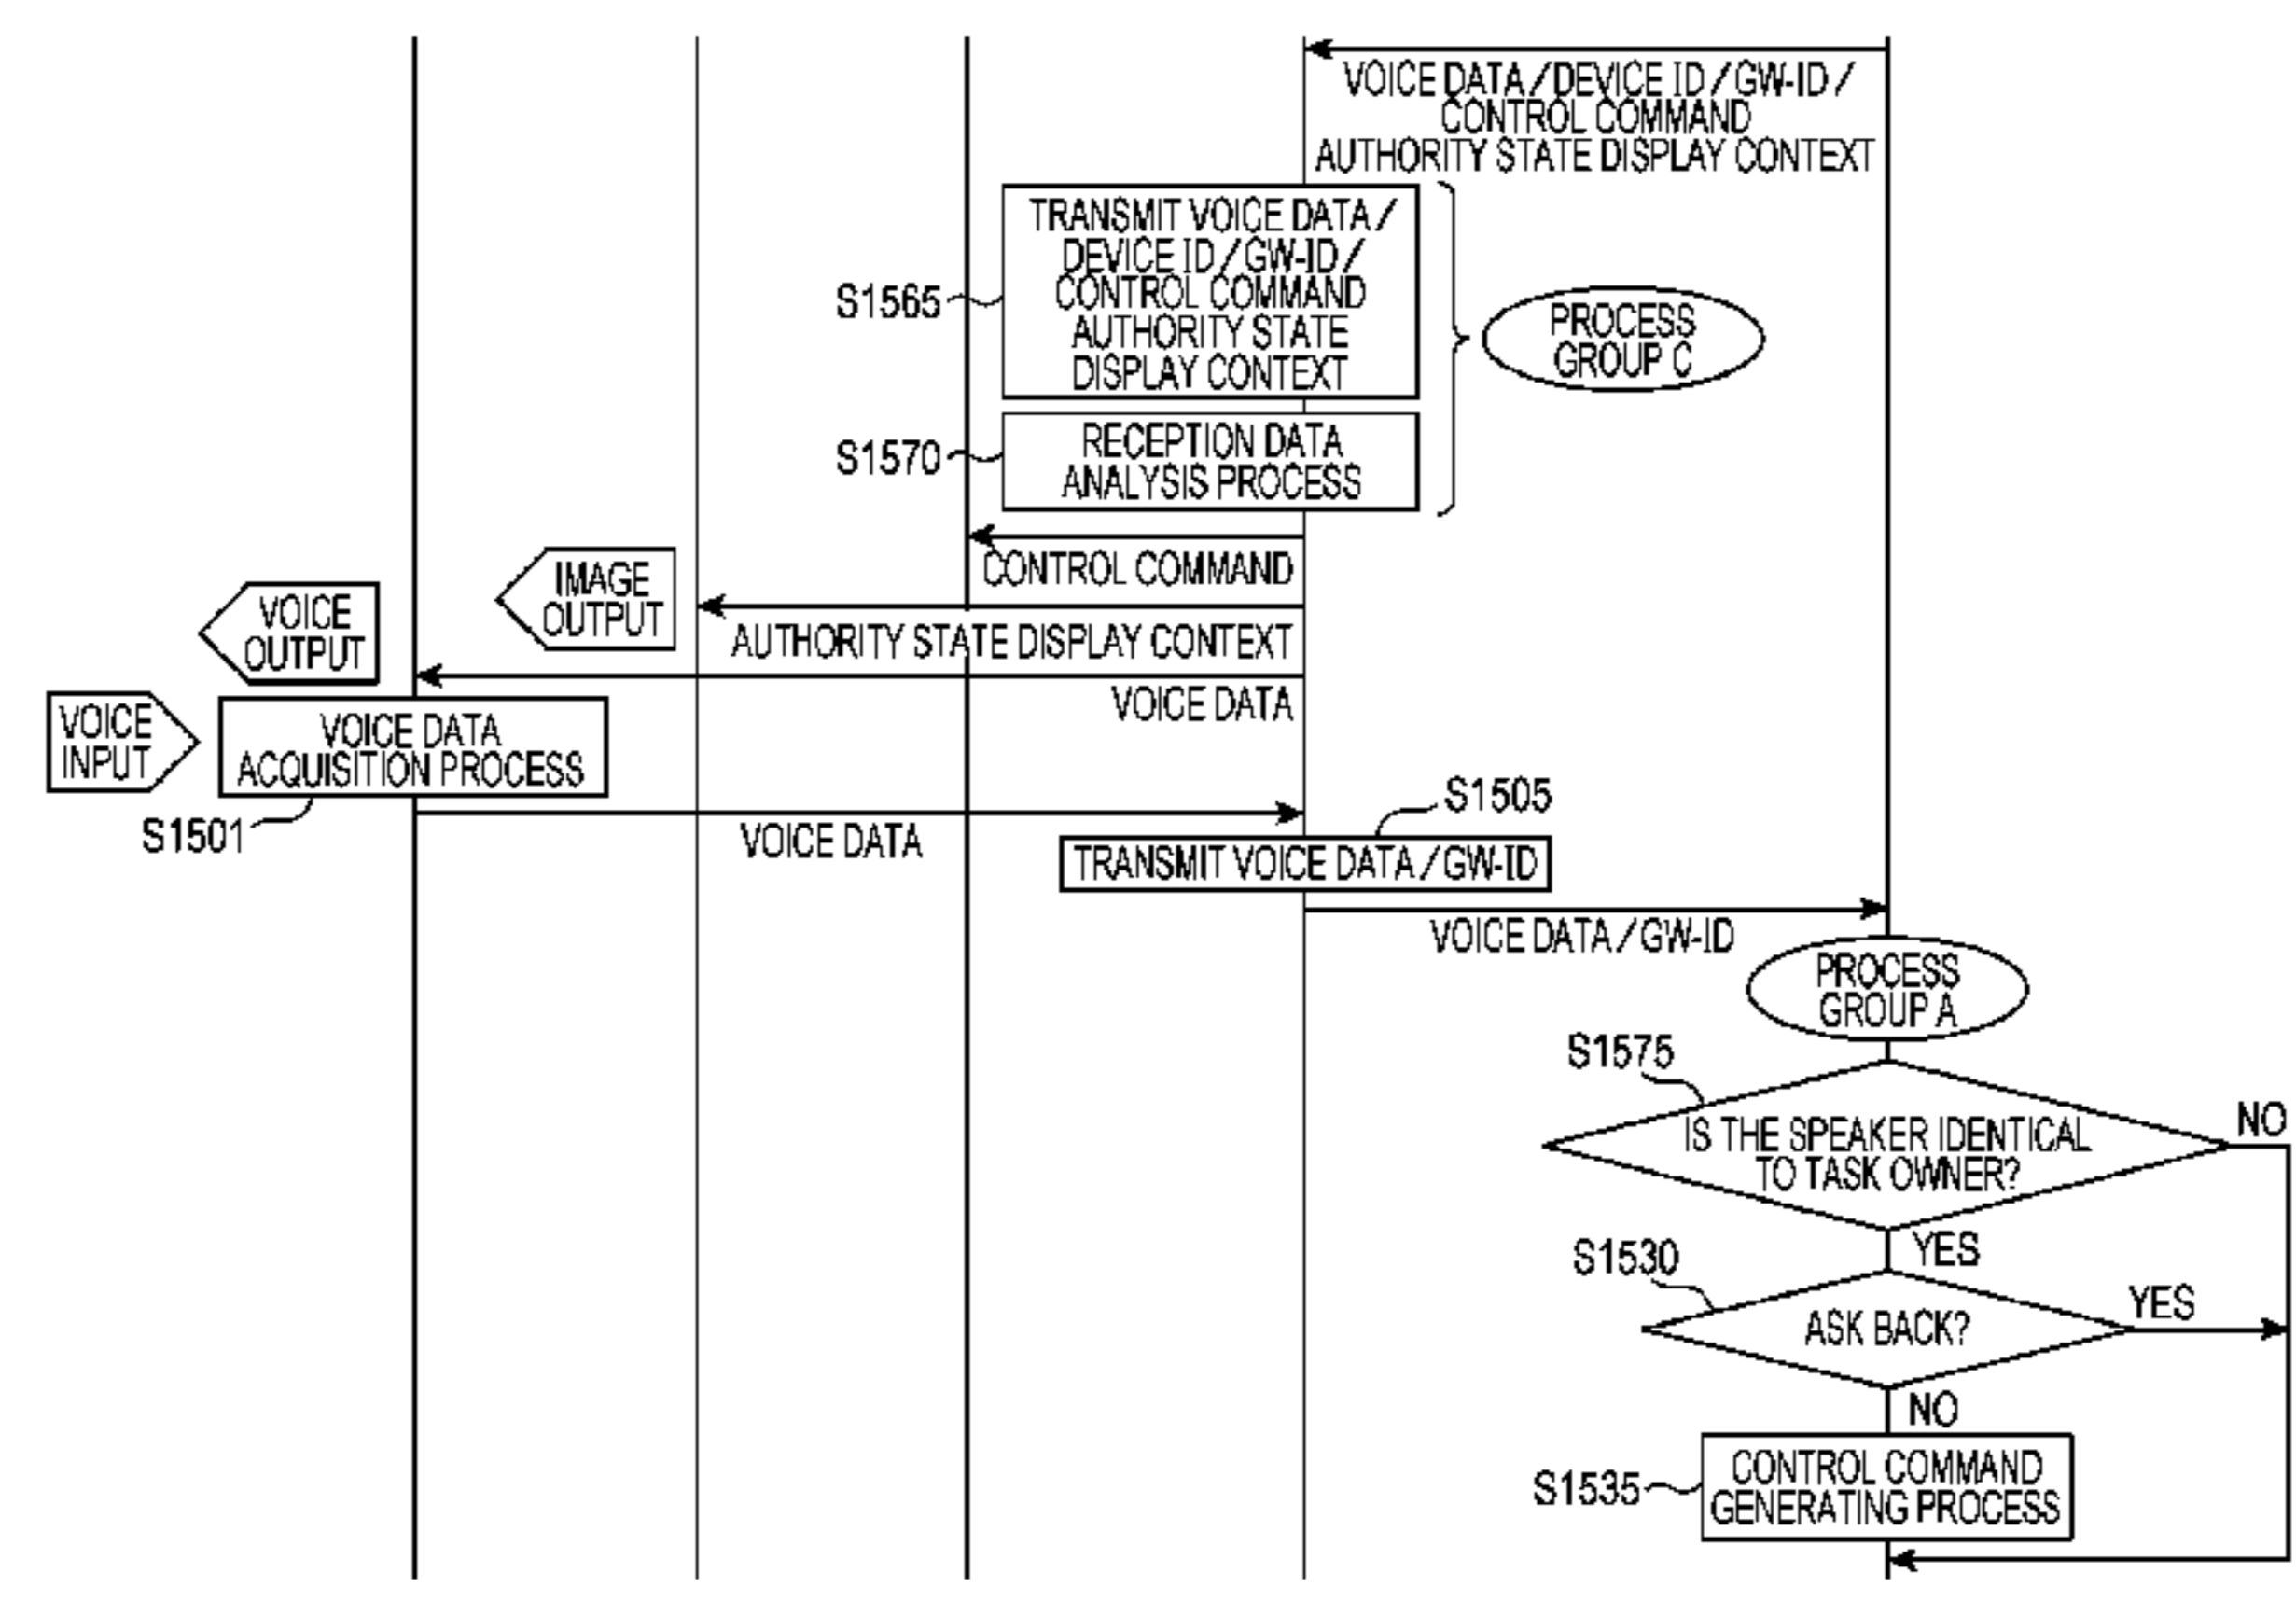 VOICE DATA/DEVICE ID/GW-ID/
CONTROL COMMAND
AUTHORITY STATE DISPLAY CONTEXT
TRANSMIT VOICE DATA/
DEVICE ID/GW-ID/
CONTROL COMMAND
AUTHORITY STATE
DISPLAY CONTEXT
S1565
PROCESS
GROUP C
RECEPTION DATA
ANALYSIS PROCESS
S1570
CONTROL COMMAND
IMAGE
OUTPUT
AUTHORITY STATE DISPLAY CONTEXT
VOICE
OUTPUT
VOICE DATA
VOICE
INPUT
VOICE DATA
ACQUISITION PROCESS
S1501
VOICE DATA
S1505
TRANSMIT VOICE DATA/GW-ID
VOICE DATA/GW-ID
PROCESS
GROUP A
S1575
IS THE SPEAKER IDENTICAL
TO TASK OWNER?
NO
YES
S1530
ASK BACK?
YES
NO
S1535
CONTROL COMMAND
GENERATING PROCESS